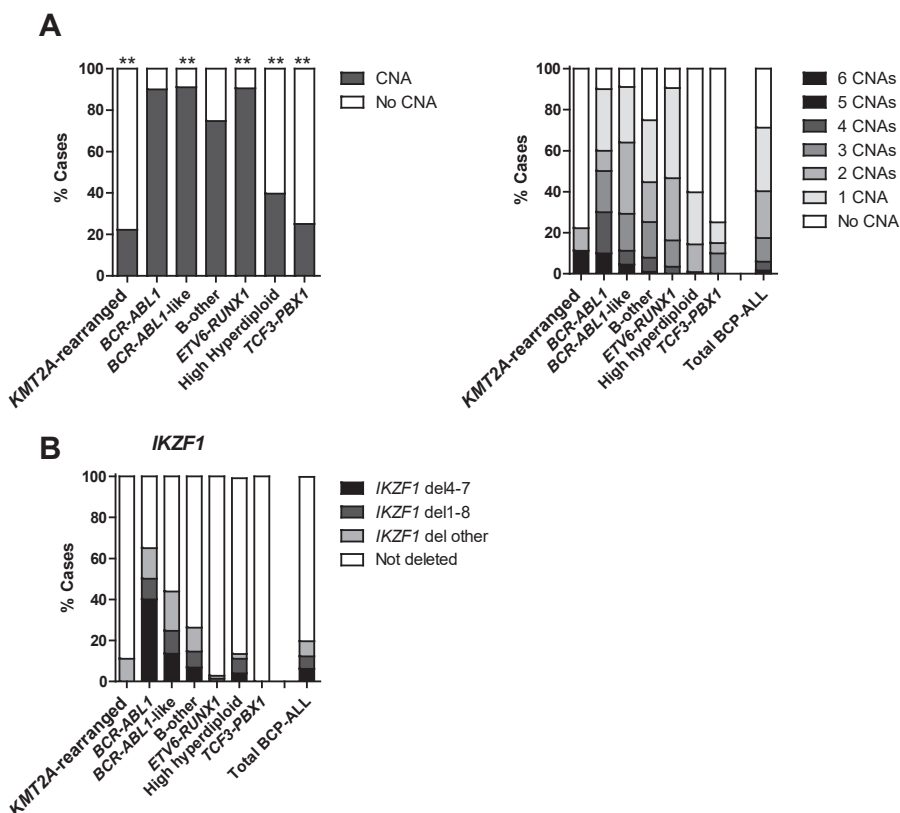 A
** ** ** ** **
100
80
60
40
20
0
% Cases
KMT2A-rearranged
BCR-ABL1
BCR-ABL1-like
B-other
ETV6-RUNX1
High Hyperdiploid
TCF3-PBX1
CNA
No CNA
100
80
60
40
20
0
% Cases
KMT2A-rearranged
BCR-ABL1
BCR-ABL1-like
B-other
ETV6-RUNX1
High hyperdiploid
TCF3-PBX1
Total BCP-ALL
6 CNAs
5 CNAs
4 CNAs
3 CNAs
2 CNAs
1 CNA
No CNA
B
IKZF1
100
80
60
40
20
0
% Cases
KMT2A-rearranged
BCR-ABL1
BCR-ABL1-like
B-other
ETV6-RUNX1
High hyperdiploid
TCF3-PBX1
Total BCP-ALL
IKZF1 del4-7
IKZF1 del1-8
IKZF1 del other
Not deleted